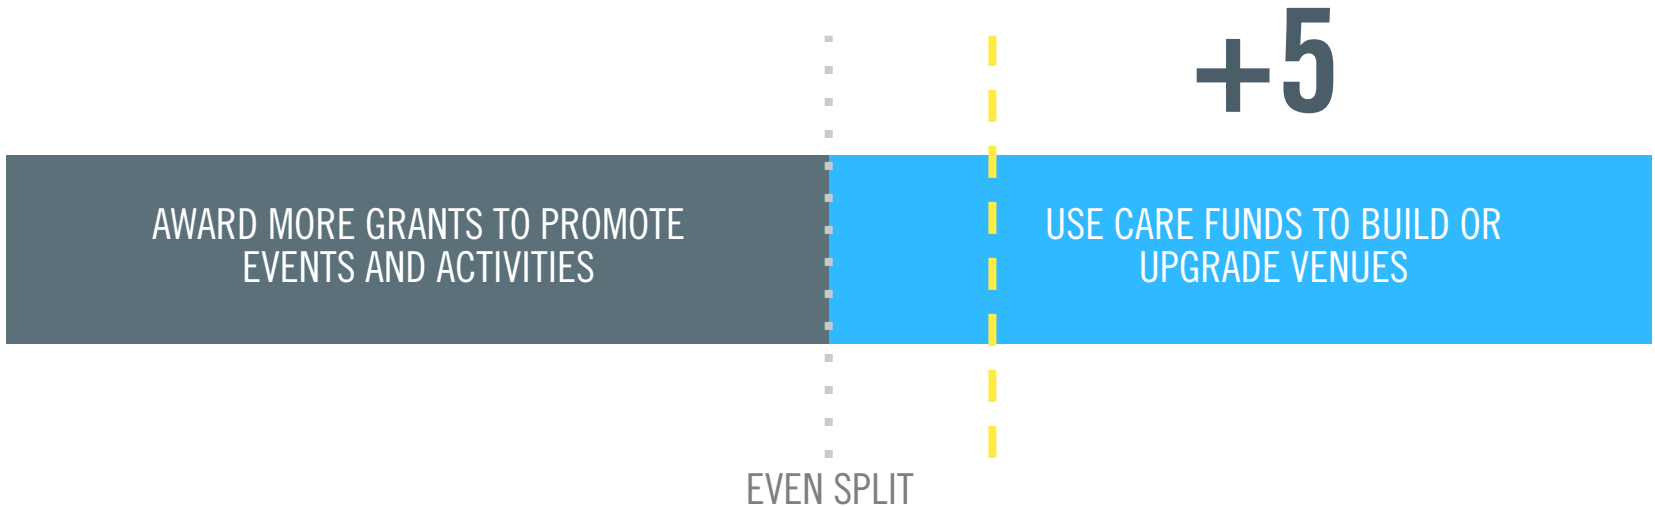 +5
AWARD MORE GRANTS TO PROMOTE
EVENTS AND ACTIVITIES
USE CARE FUNDS TO BUILD OR
UPGRADE VENUES
EVEN SPLIT